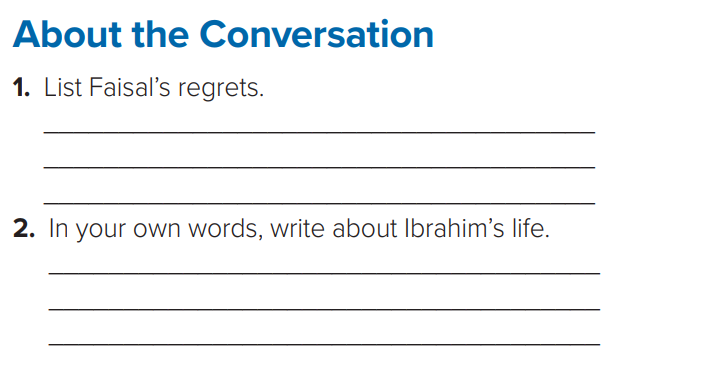 About the Conversation
1. List Faisal's regrets.
2. In your own words, write about Ibrahim's life.